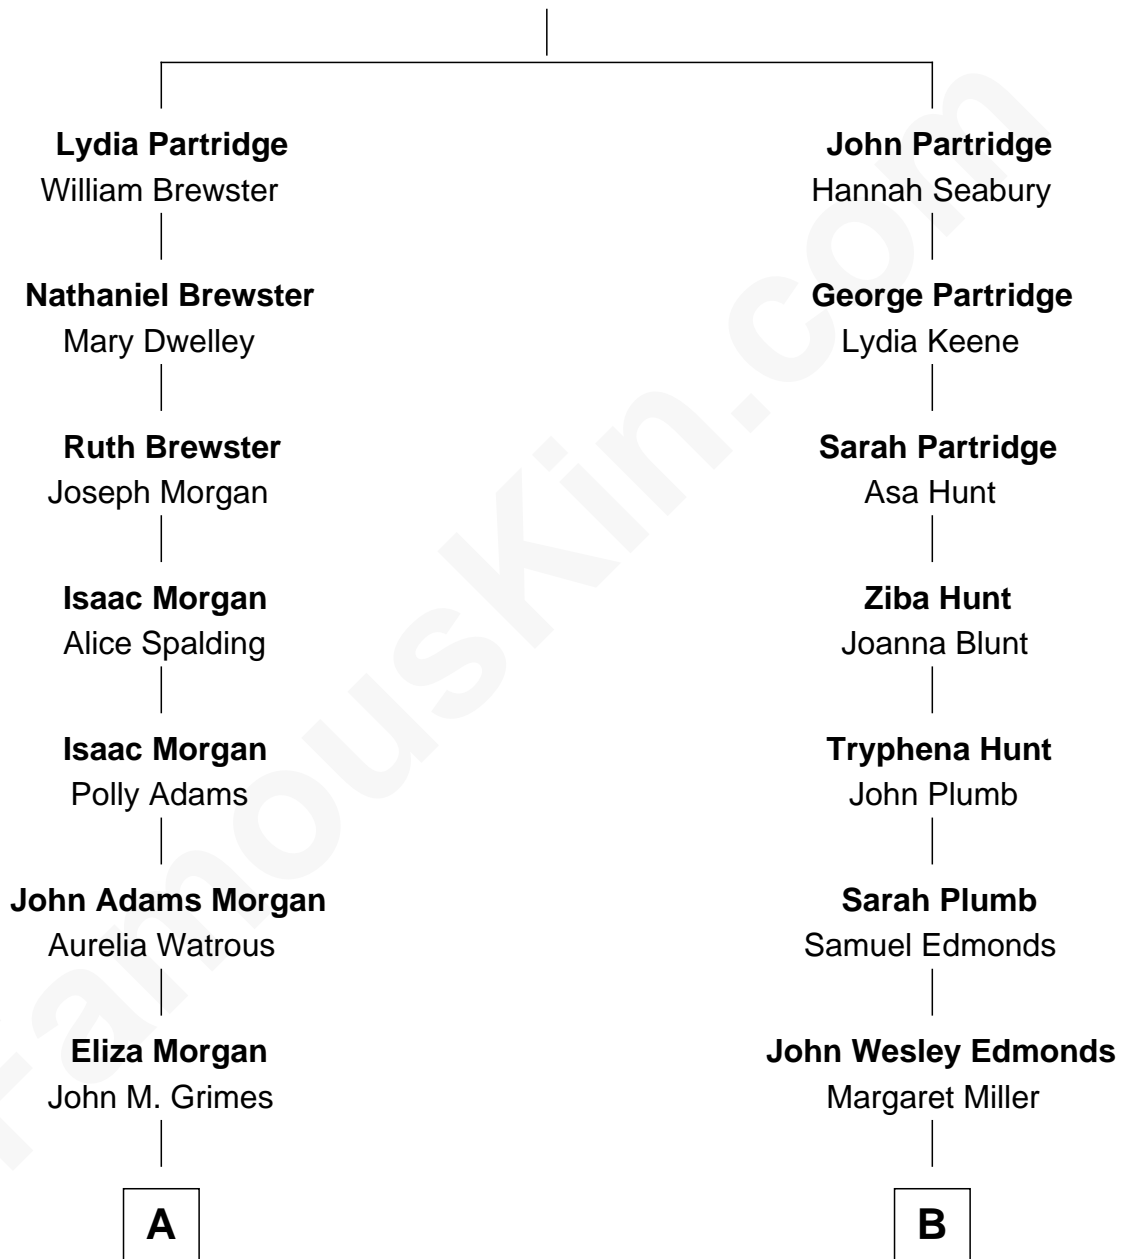 Lydia Partridge
William Brewster
Nathaniel Brewster
Mary Dwelley
Ruth Brewster
Joseph Morgan
Isaac Morgan
Alice Spalding
Isaac Morgan
Polly Adams
John Adams Morgan
Aurelia Watrous
Eliza Morgan
John M. Grimes
A
John Partridge
Hannah Seabury
George Partridge
Lydia Keene
Sarah Partridge
Asa Hunt
Ziba Hunt
Joanna Blunt
Tryphena Hunt
John Plumb
Sarah Plumb
Samuel Edmonds
John Wesley Edmonds
Margaret Miller
B
FamousKin.com